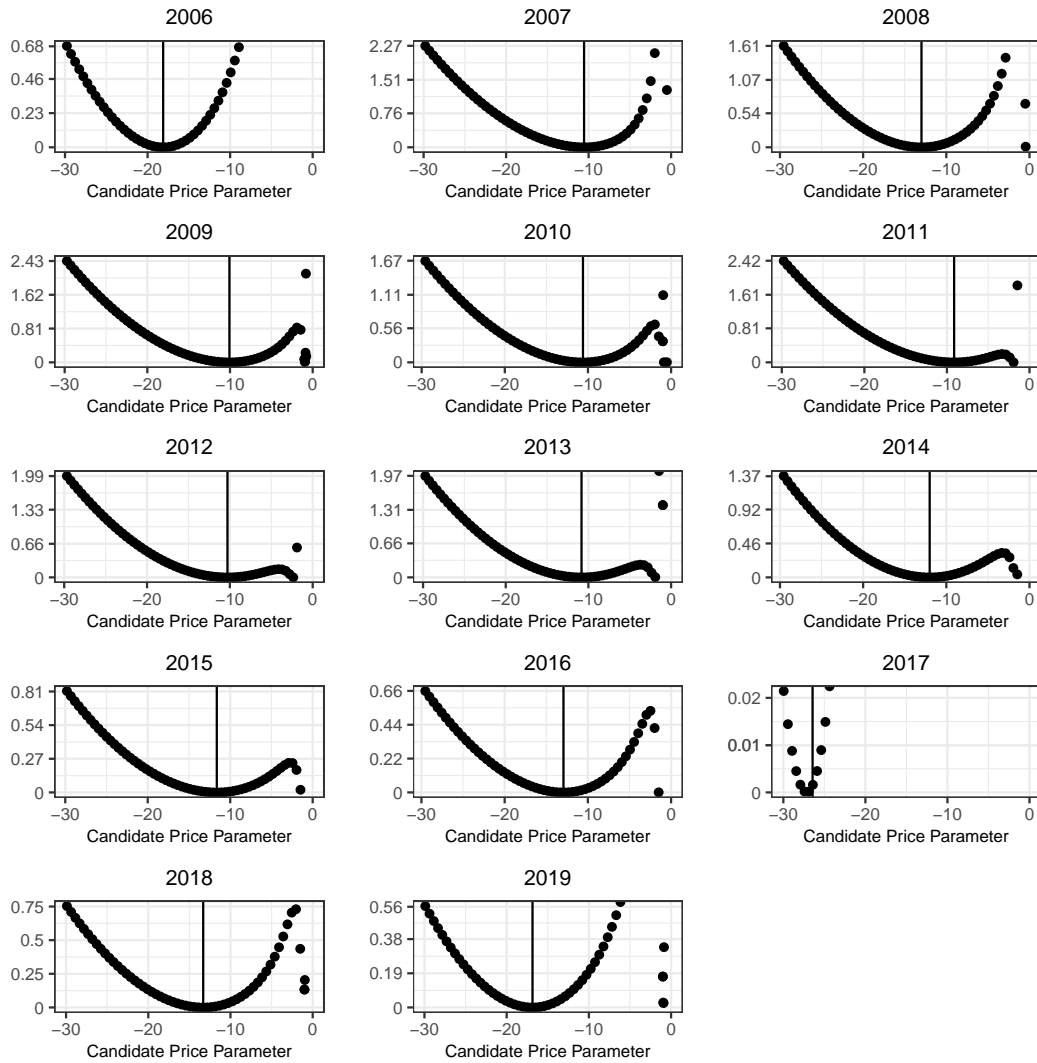 2006 2007 2008
0.68 0.46 0.23 0 2.27 1.51 0.76 0 1.61 1.07 0.54 0
−30 −20 −10 0 −30 −20 −10 0 −30 −20 −10 0
Candidate Price Parameter Candidate Price Parameter Candidate Price Parameter
2009 2010 2011
2.43 1.62 0.81 0 1.67 1.11 0.56 0 2.42 1.61 0.81 0
−30 −20 −10 0 −30 −20 −10 0 −30 −20 −10 0
Candidate Price Parameter Candidate Price Parameter Candidate Price Parameter
2012 2013 2014
1.99 1.33 0.66 0 1.97 1.31 0.66 0 1.37 0.92 0.46 0
−30 −20 −10 0 −30 −20 −10 0 −30 −20 −10 0
Candidate Price Parameter Candidate Price Parameter Candidate Price Parameter
2015 2016 2017
0.81 0.54 0.27 0 0.66 0.44 0.22 0 0.02 0.01 0
−30 −20 −10 0 −30 −20 −10 0 −30 −20 −10 0
Candidate Price Parameter Candidate Price Parameter Candidate Price Parameter
2018 2019
0.75 0.5 0.25 0 0.56 0.38 0.19 0
−30 −20 −10 0 −30 −20 −10 0
Candidate Price Parameter Candidate Price Parameter